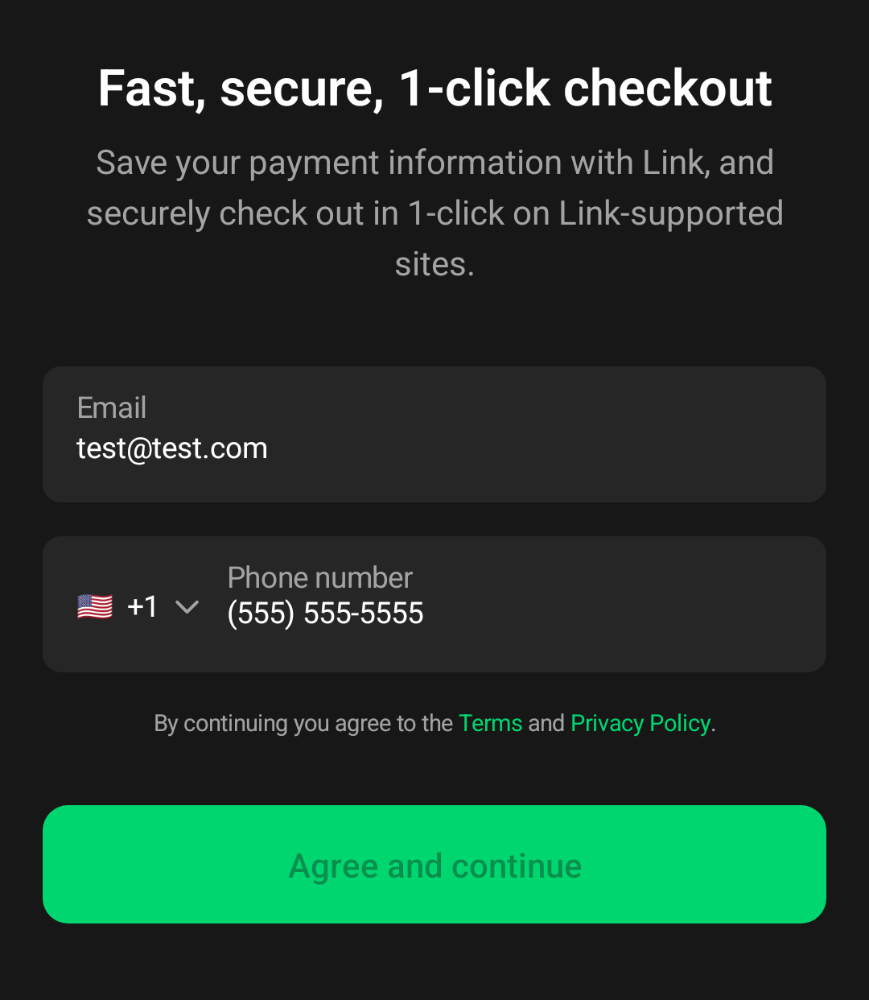 Fast, secure, 1-click checkout
Save your payment information with Link, and
securely check out in 1-click on Link-supported
sites.
Email
test@test.com
Phone number
+1 (555) 555-5555
By continuing you agree to the Terms and Privacy Policy.
Agree and continue